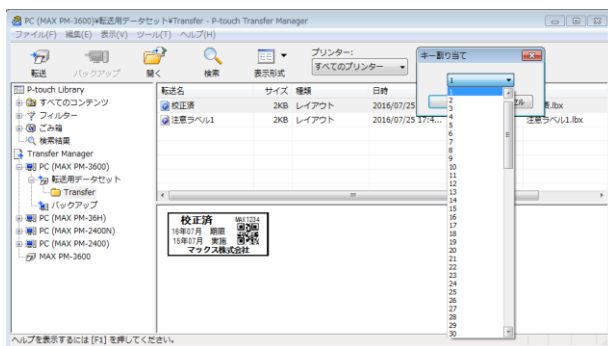 PC (MAX PM-3600)¥転送用データセット¥Transfer - P-touch Transfer Manager
ファイル(F) 編集(E) 表示(V) ツール(T) ヘルプ(H)
転送 バックアップ 開く 検索 表示形式
プリンター:
すべてのプリンター
キー割り当て
1
P-touch Library
すべてのコンテンツ
フィルター
ごみ箱
検索結果
Transfer Manager
PC (MAX PM-3600)
転送用データセット
Transfer
バックアップ
PC (MAX PM-36H)
PC (MAX PM-2400N)
PC (MAX PM-2400)
MAX PM-3600
転送名 サイズ 種類 日時
校正済 2KB レイアウト 2016/07/25 済.lbx
注意ラベル1 2KB レイアウト 2016/07/25 17:4... 注意ラベル1.lbx
1
2
3
4
5
6
7
8
9
10
11
12
13
14
15
16
17
18
19
20
21
22
23
24
25
26
27
28
29
30
校正済 MAX1234
16年07月 期限
15年07月 実施
マックス株式会社
ヘルプを表示するには [F1] を押してください。